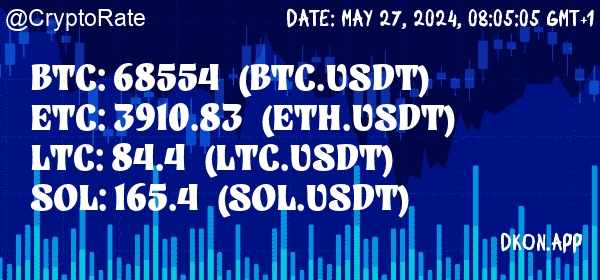 @CryptoRate
DATE: MAY 27, 2024, 08:05:05 GMT+1
BTC: 68554 (BTC.USDT)
ETC: 3910.83 (ETH.USDT)
LTC: 84.4 (LTC.USDT)
SOL: 165.4 (SOL.USDT)
DKON.APP